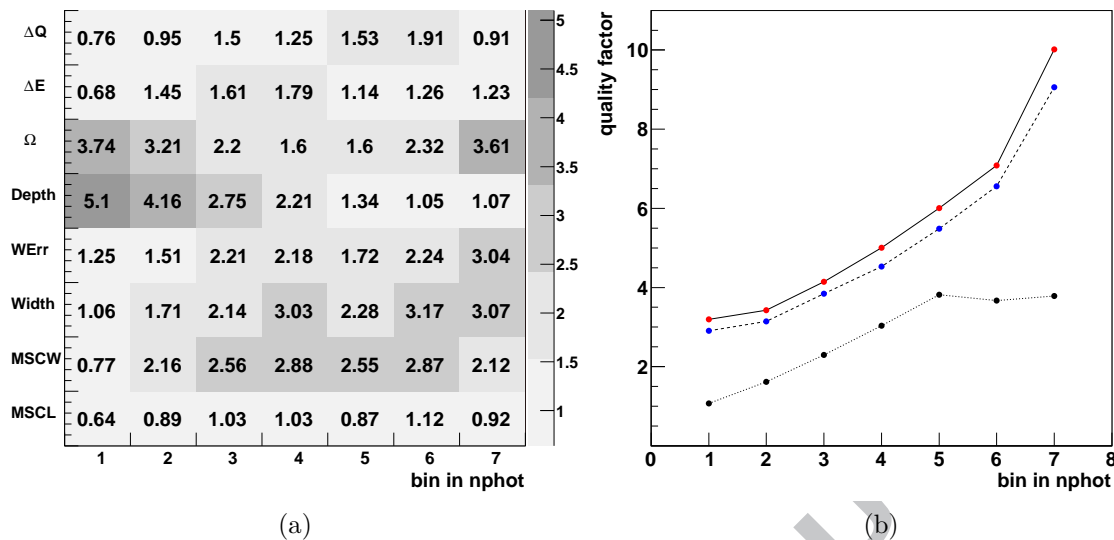 ΔQ 0.76 0.95 1.5 1.25 1.53 1.91 0.91
ΔE 0.68 1.45 1.61 1.79 1.14 1.26 1.23
Ω 3.74 3.21 2.2 1.6 1.6 2.32 3.61
Depth 5.1 4.16 2.75 2.21 1.34 1.05 1.07
WErr 1.25 1.51 2.21 2.18 1.72 2.24 3.04
Width 1.06 1.71 2.14 3.03 2.28 3.17 3.07
MSCW 0.77 2.16 2.56 2.88 2.55 2.87 2.12
MSCL 0.64 0.89 1.03 1.03 0.87 1.12 0.92
1 2 3 4 5 6 7
bin in nphot
5
4.5
4
3.5
3
2.5
2
1.5
1
(a)
quality factor
10
8
6
4
2
0 1 2 3 4 5 6 7 8
bin in nphot
(b)